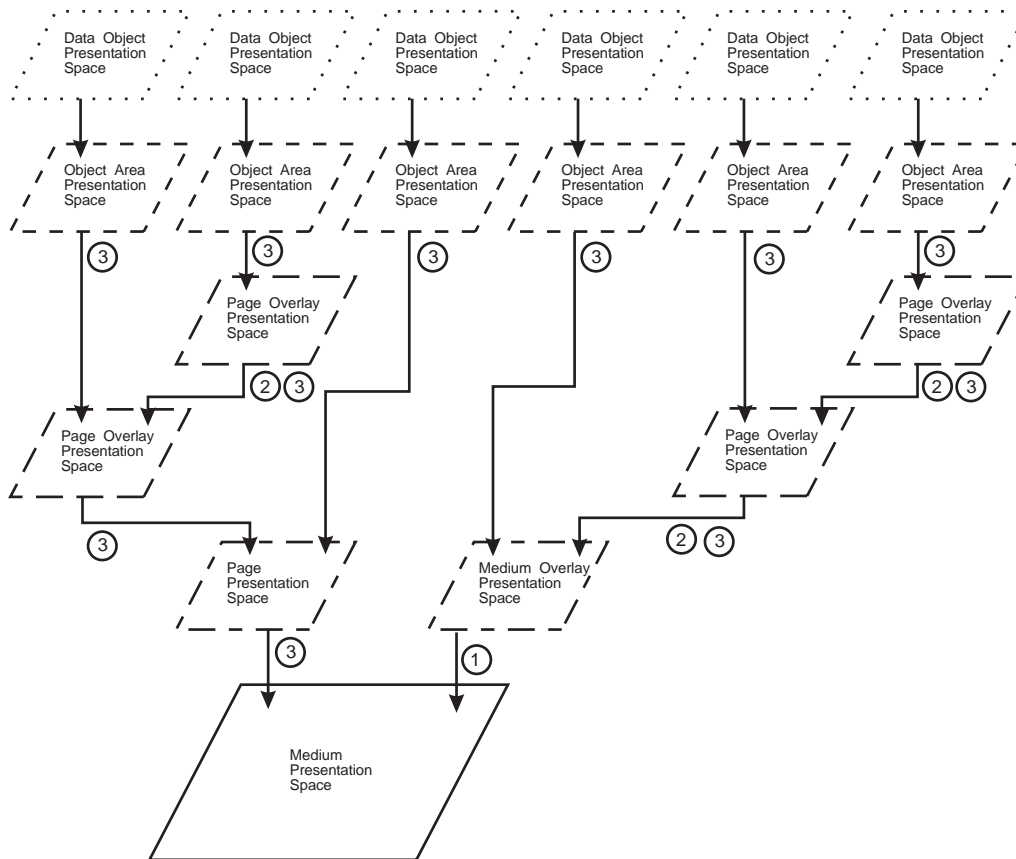 Data Object
Presentation
Space
Data Object
Presentation
Space
Data Object
Presentation
Space
Data Object
Presentation
Space
Data Object
Presentation
Space
Data Object
Presentation
Space
Object Area
Presentation
Space
Object Area
Presentation
Space
Object Area
Presentation
Space
Object Area
Presentation
Space
Object Area
Presentation
Space
Object Area
Presentation
Space
3
3
3
3
3
3
Page Overlay
Presentation
Space
Page Overlay
Presentation
Space
2 3
2 3
Page Overlay
Presentation
Space
Page Overlay
Presentation
Space
3
2 3
Page
Presentation
Space
Medium Overlay
Presentation
Space
3
1
Medium
Presentation
Space